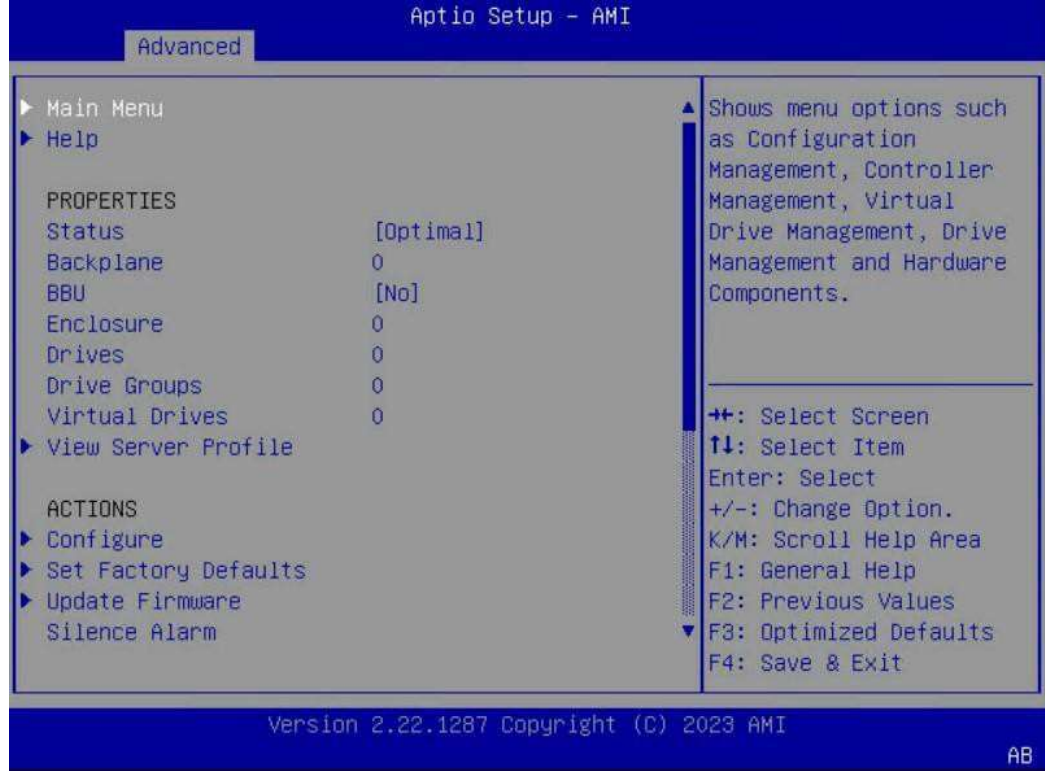 Aptio Setup – AMI
Advanced
Main Menu
Help
PROPERTIES
Status [Optimal]
Backplane 0
BBU [No]
Enclosure 0
Drives 0
Drive Groups 0
Virtual Drives 0
View Server Profile
ACTIONS
Configure
Set Factory Defaults
Update Firmware
Silence Alarm
Shows menu options such
as Configuration
Management, Controller
Management, Virtual
Drive Management, Drive
Management and Hardware
Components.
→←: Select Screen
↑↓: Select Item
Enter: Select
+/-: Change Option.
K/M: Scroll Help Area
F1: General Help
F2: Previous Values
F3: Optimized Defaults
F4: Save & Exit
Version 2.22.1287 Copyright (C) 2023 AMI
AB